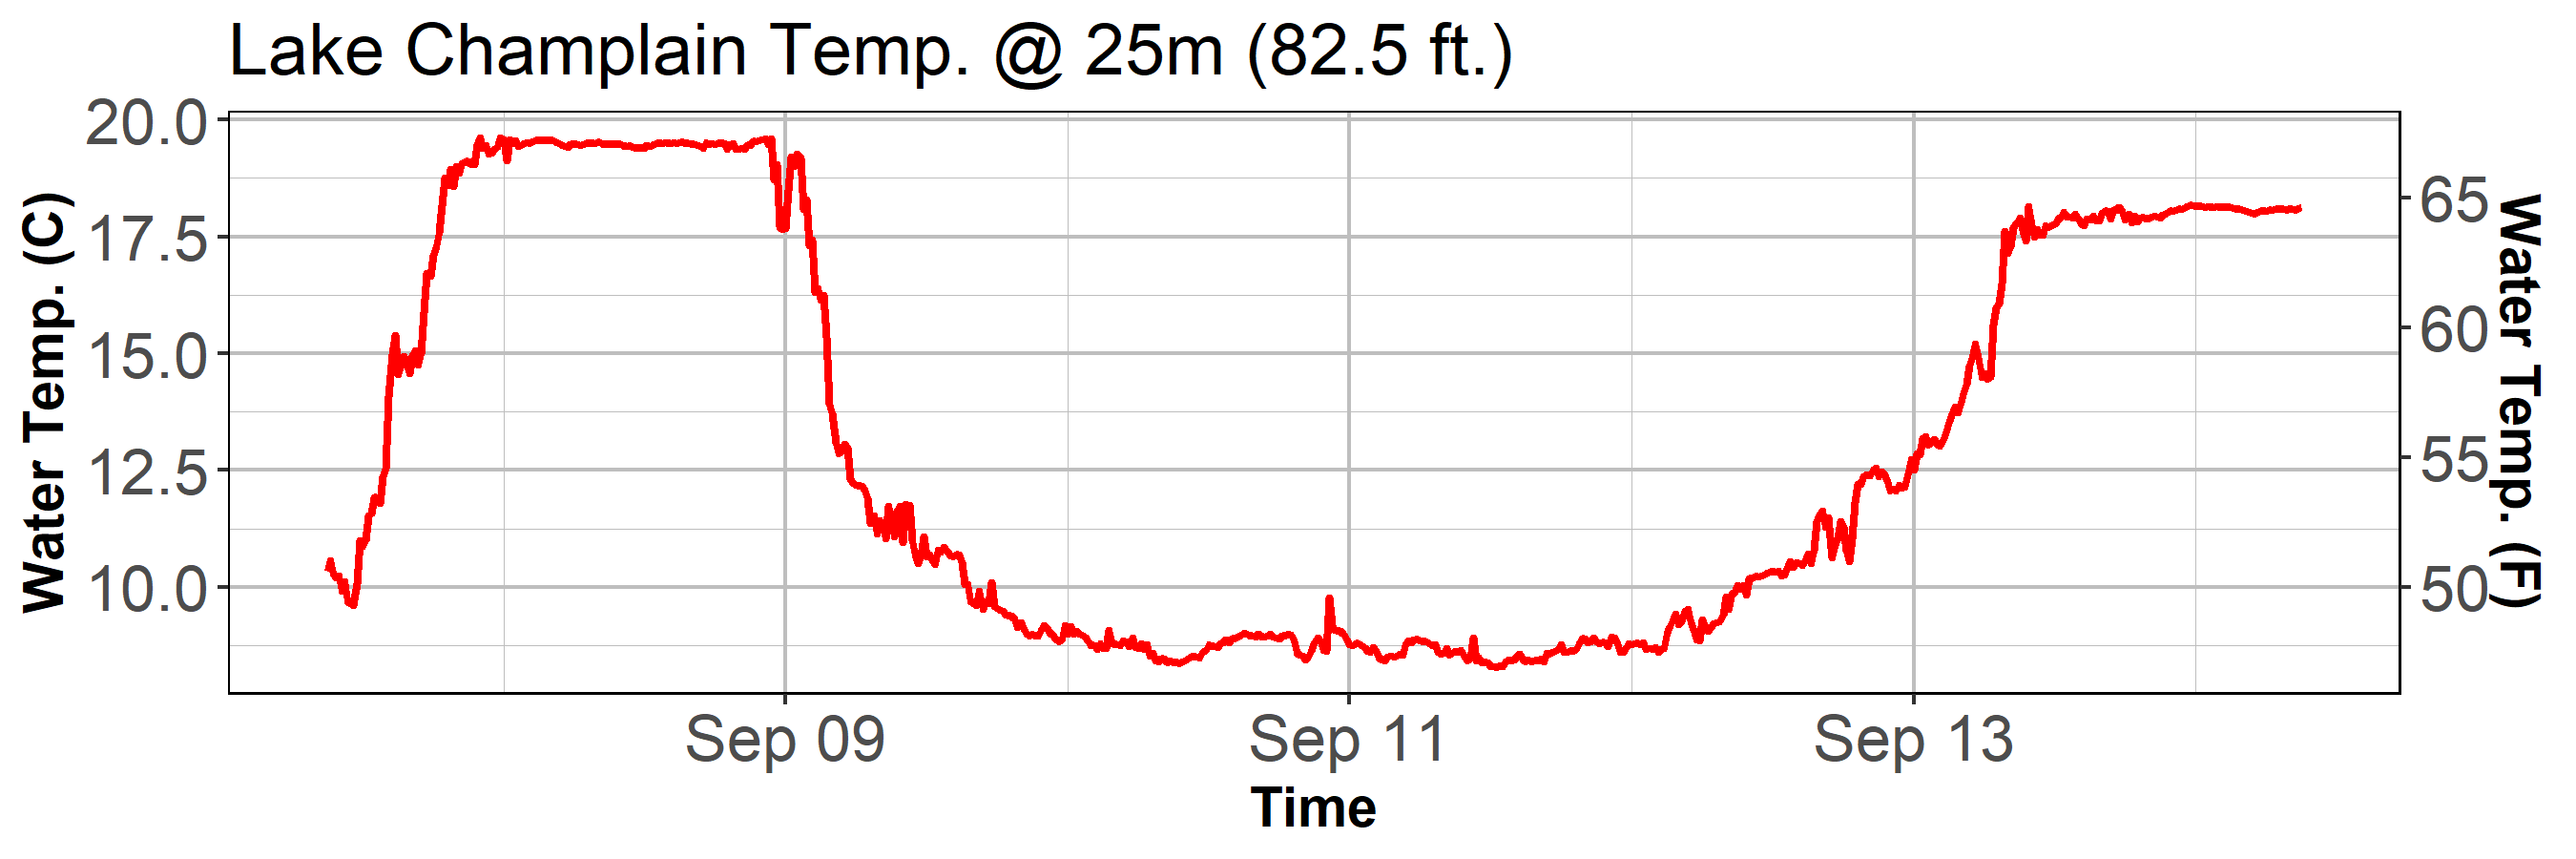 Lake Champlain Temp. @ 25m (82.5 ft.)
Water Temp. (C)
20.0
17.5
15.0
12.5
10.0
65
60
55
50
Water Temp. (F)
Sep 09
Sep 11
Sep 13
Time